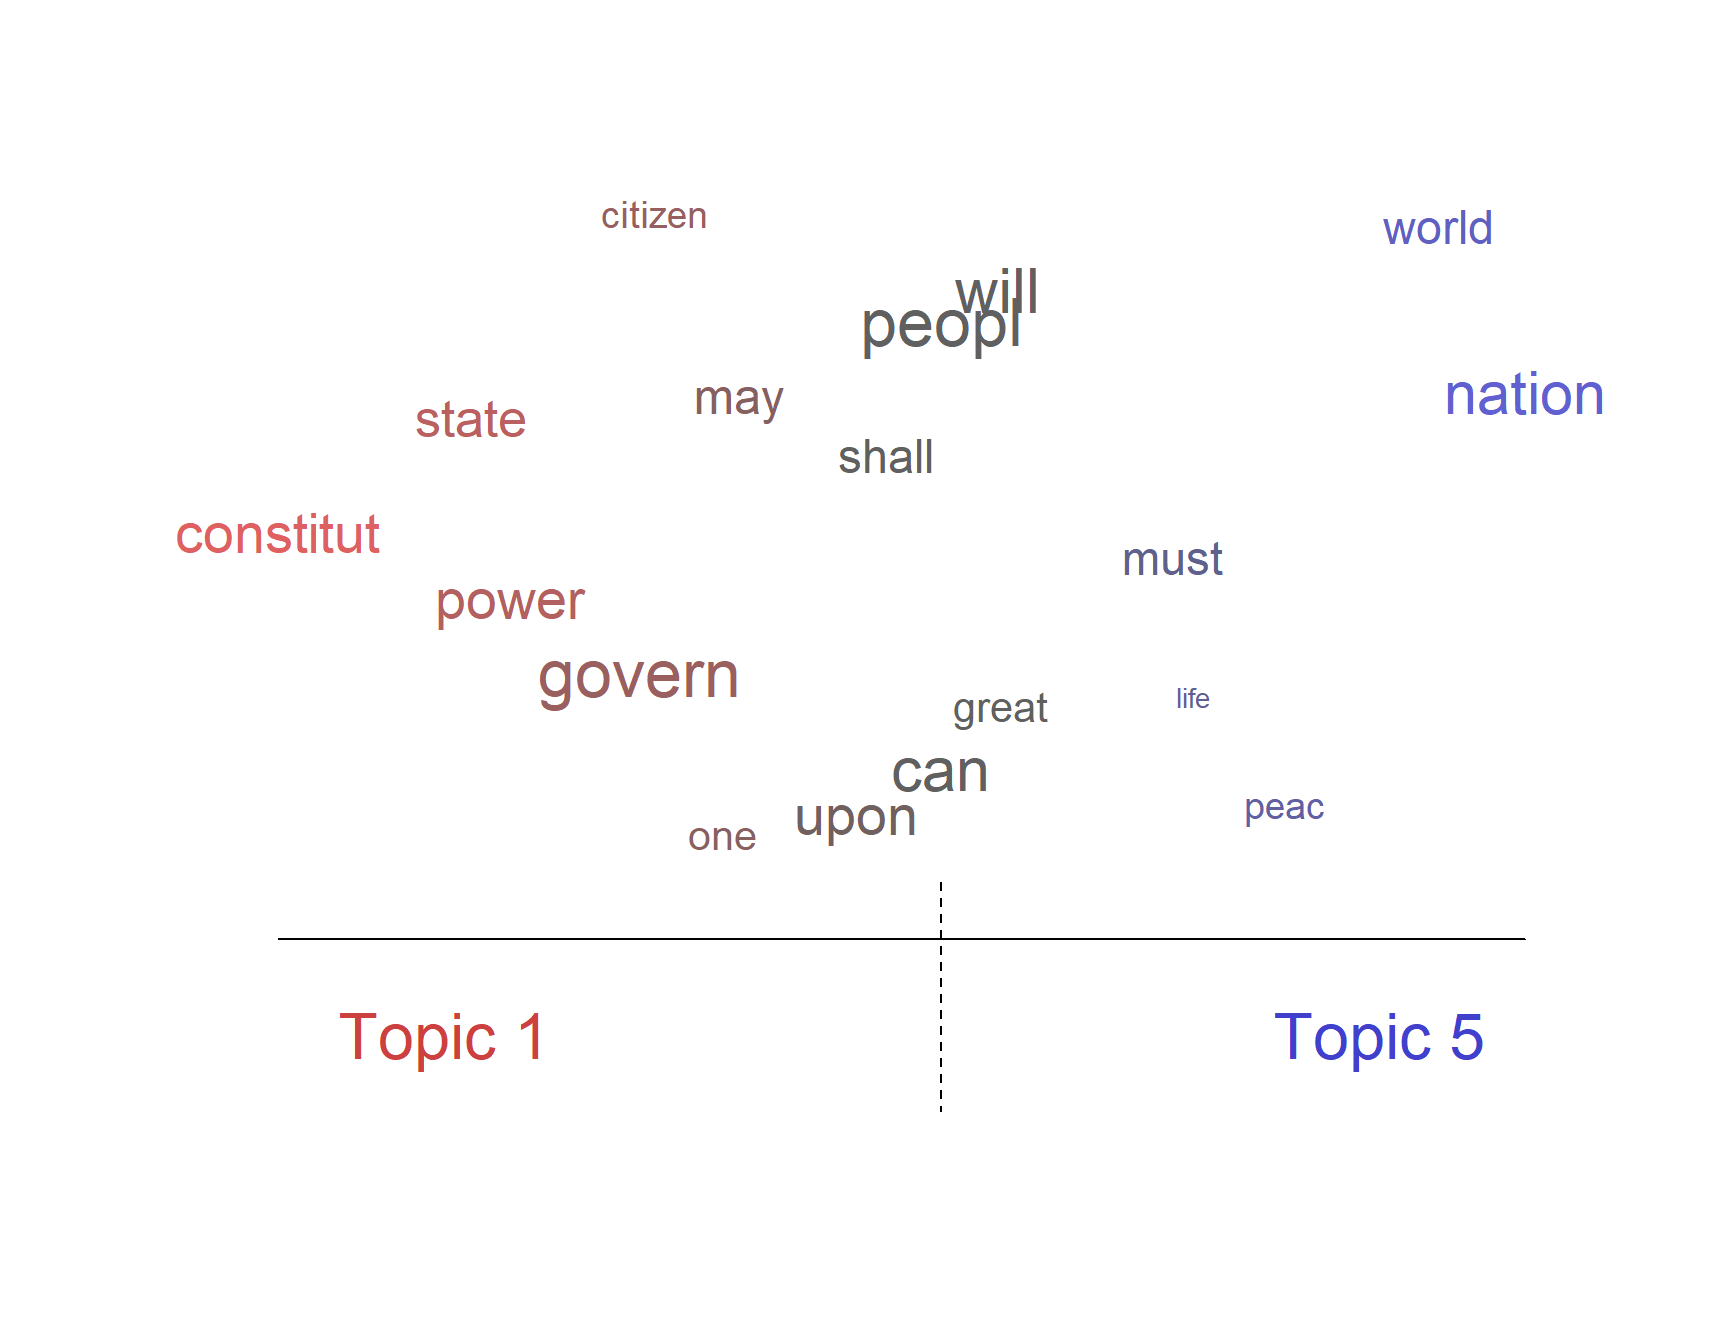 citizen
world
will
peopl
nation
may
state
shall
constitut
must
power
govern
life
great
can
peac
upon
one
Topic 1
Topic 5